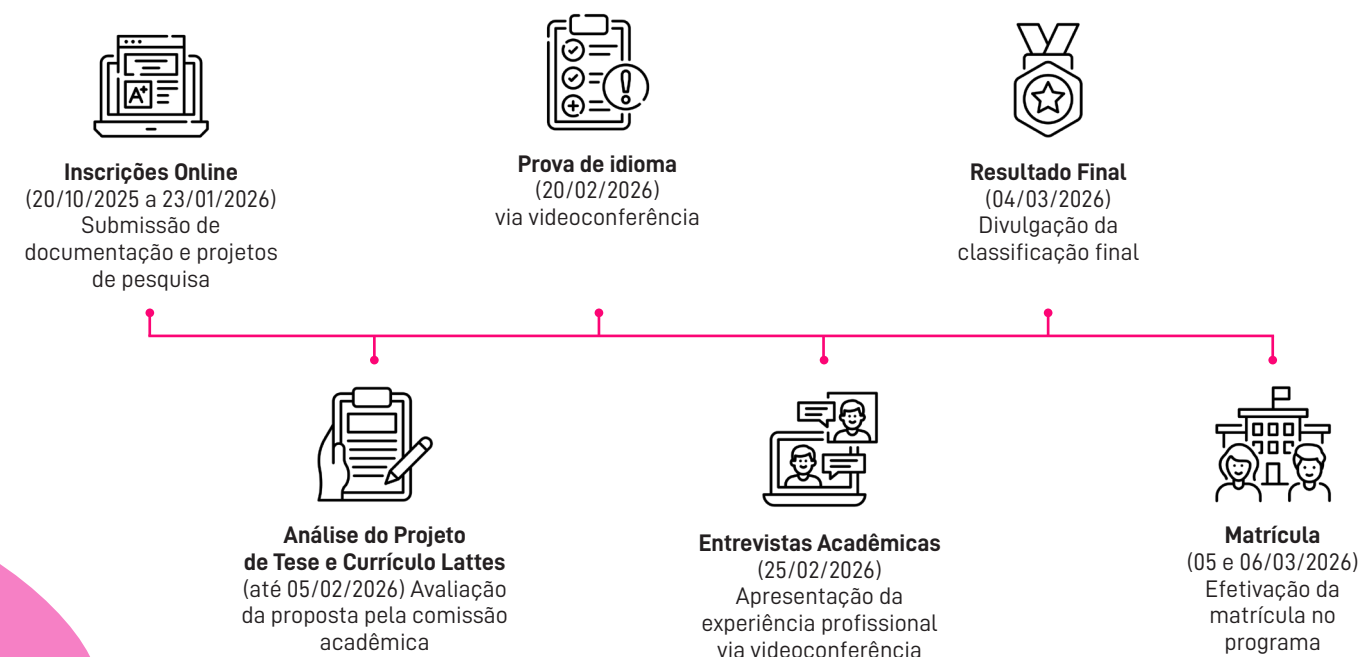 A+
Inscrições Online
(20/10/2025 a 23/01/2026)
Submissão de
documentação e projetos
de pesquisa
Análise do Projeto
de Tese e Currículo Lattes
(até 05/02/2026) Avaliação
da proposta pela comissão
acadêmica
Prova de idioma
(20/02/2026)
via videoconferência
Entrevistas Acadêmicas
(25/02/2026)
Apresentação da
experiência profissional
via videoconferência
Resultado Final
(04/03/2026)
Divulgação da
classificação final
Matrícula
(05 e 06/03/2026)
Efetivação da
matrícula no
programa